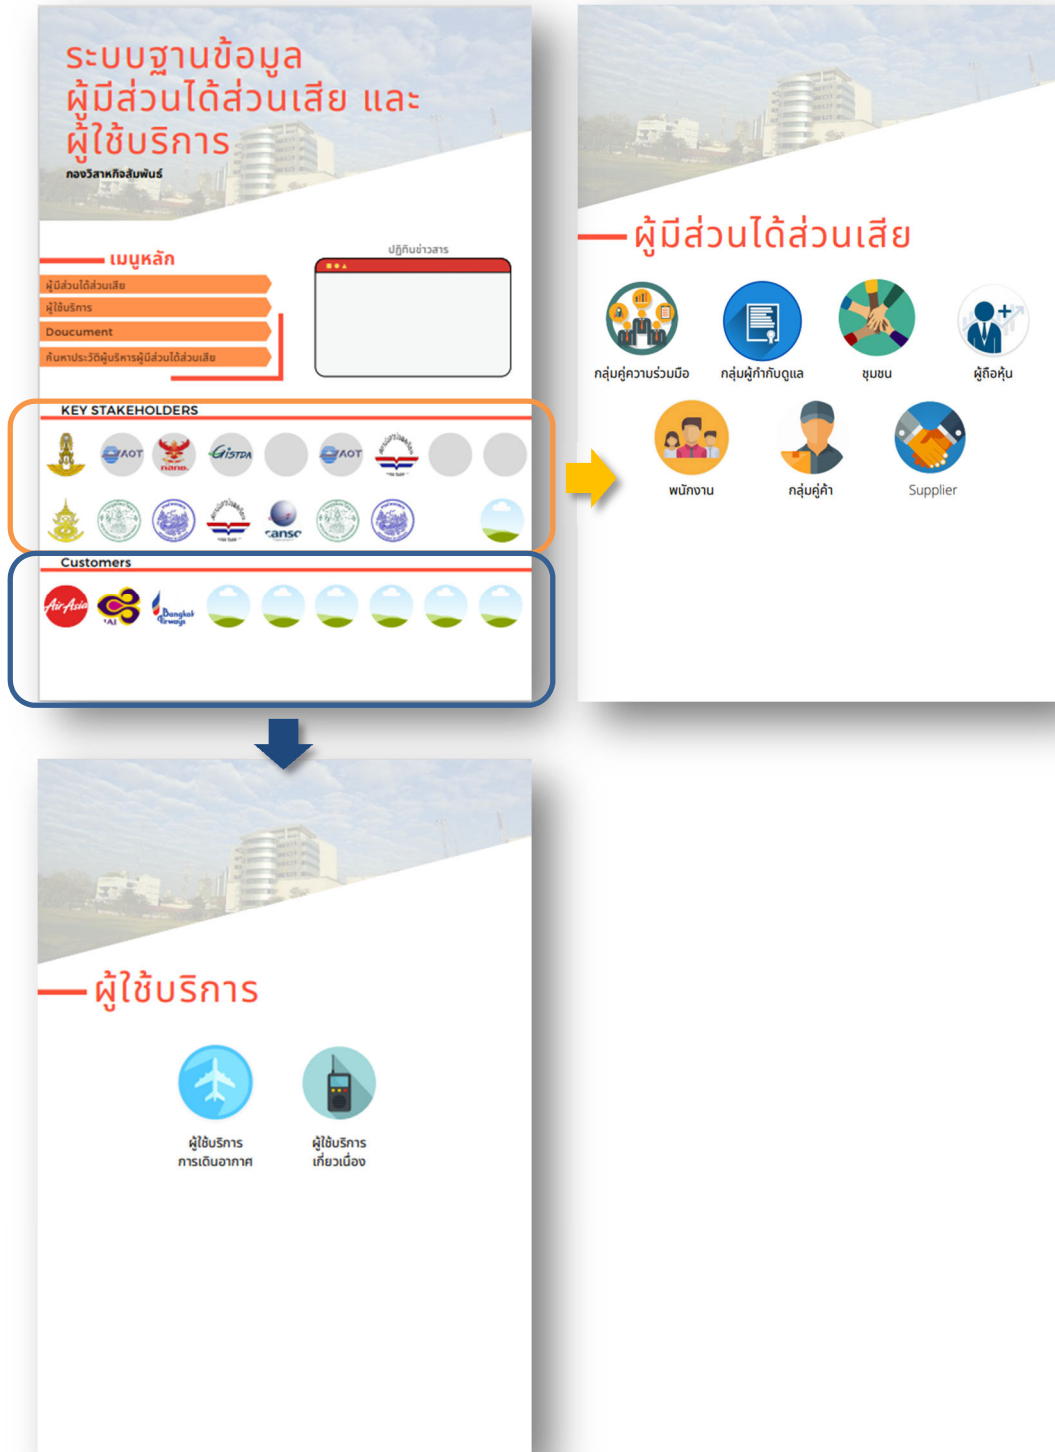 ระบบฐานข้อมูล
ผู้มีส่วนได้ส่วนเสีย และ
ผู้ใช้บริการ
กองวิสาหกิจสัมพันธ์
เมนูหลัก
ผู้มีส่วนได้ส่วนเสีย
ผู้ใช้บริการ
Doucument
ค้นหาประวัติผู้บริหารผู้มีส่วนได้ส่วนเสีย
ปฏิทินข่าวสาร
KEY STAKEHOLDERS
AOT
กสทช.
GISTDA
AOT
canso
Customers
AirAsia
Bangkok
Airways
ผู้มีส่วนได้ส่วนเสีย
กลุ่มคู่ความร่วมมือ
กลุ่มผู้กำกับดูแล
ชุมชน
ผู้ถือหุ้น
พนักงาน
กลุ่มคู่ค้า
Supplier
ผู้ใช้บริการ
ผู้ใช้บริการ
การเดินอากาศ
ผู้ใช้บริการ
เกี่ยวเนื่อง